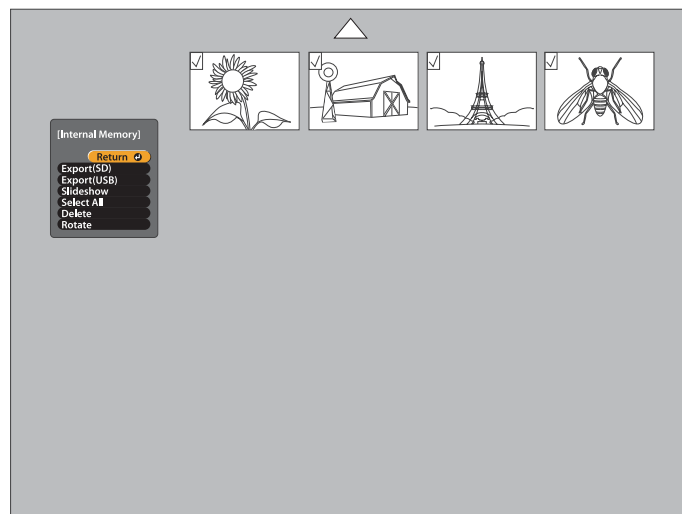 [Internal Memory]
Return
Export(SD)
Export(USB)
Slideshow
Select All
Delete
Rotate